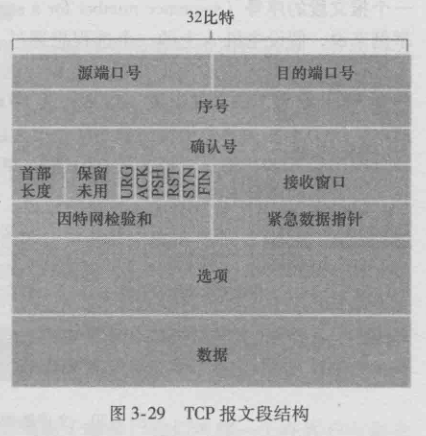 32比特
源端口号 目的端口号
序号
确认号
首部长度 保留未用 URG ACK PSH RST SYN FIN 接收窗口
因特网检验和 紧急数据指针
选项
数据
图 3-29 TCP 报文段结构